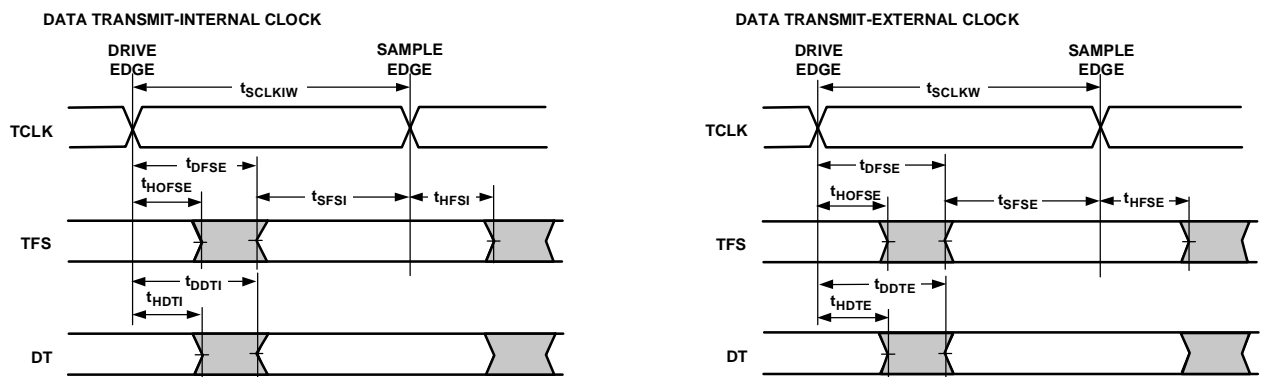 DATA TRANSMIT-INTERNAL CLOCK
DRIVE
EDGE
SAMPLE
EDGE
tSCLKIW
TCLK
tDFSE
tHOFSE
tSFSI
tHFSI
TFS
tDDTI
tHDTI
DT
DATA TRANSMIT-EXTERNAL CLOCK
DRIVE
EDGE
SAMPLE
EDGE
tSCLKW
TCLK
tDFSE
tHOFSE
tSFSE
tHFSE
TFS
tDDTE
tHDTE
DT